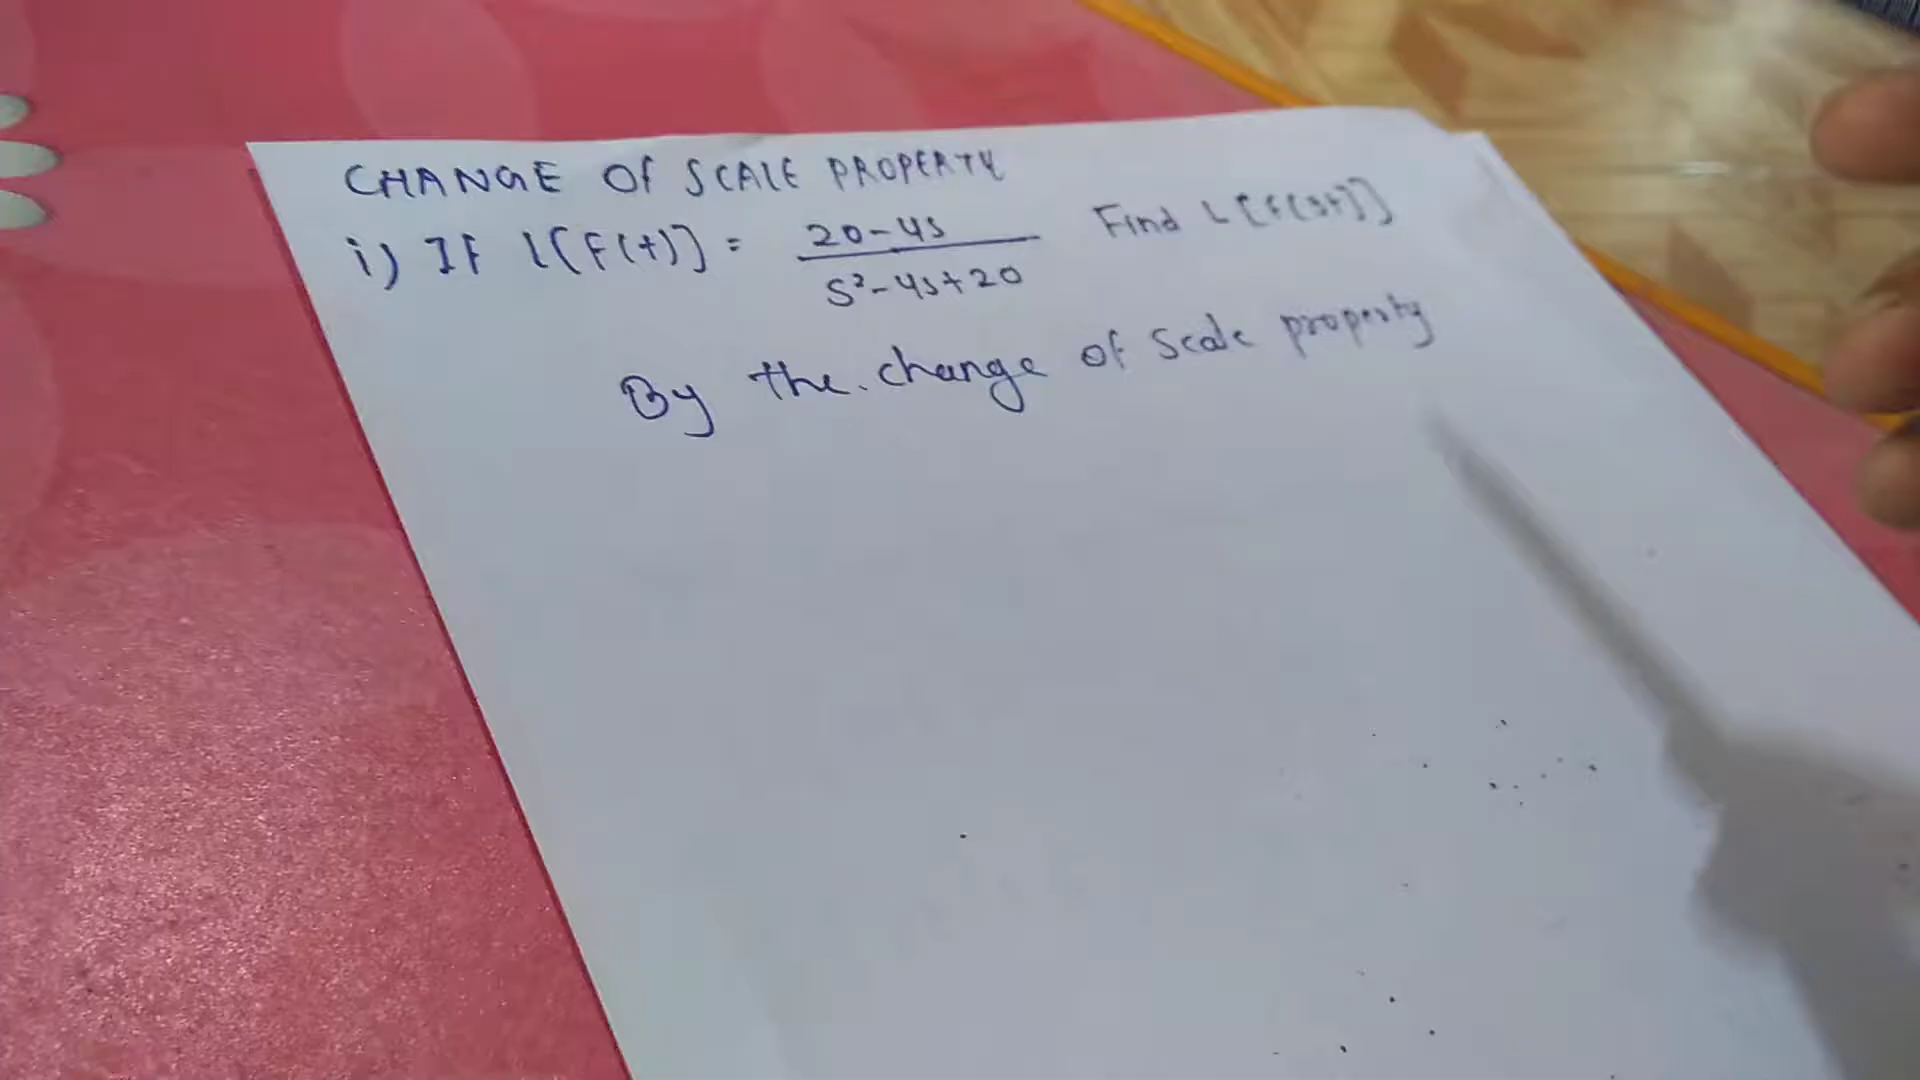 CHANGE OF SCALE PROPERTY
i) If L[f(t)] = 20-4s / s²-4s+20 Find L[f(3t)]
By the change of scale property